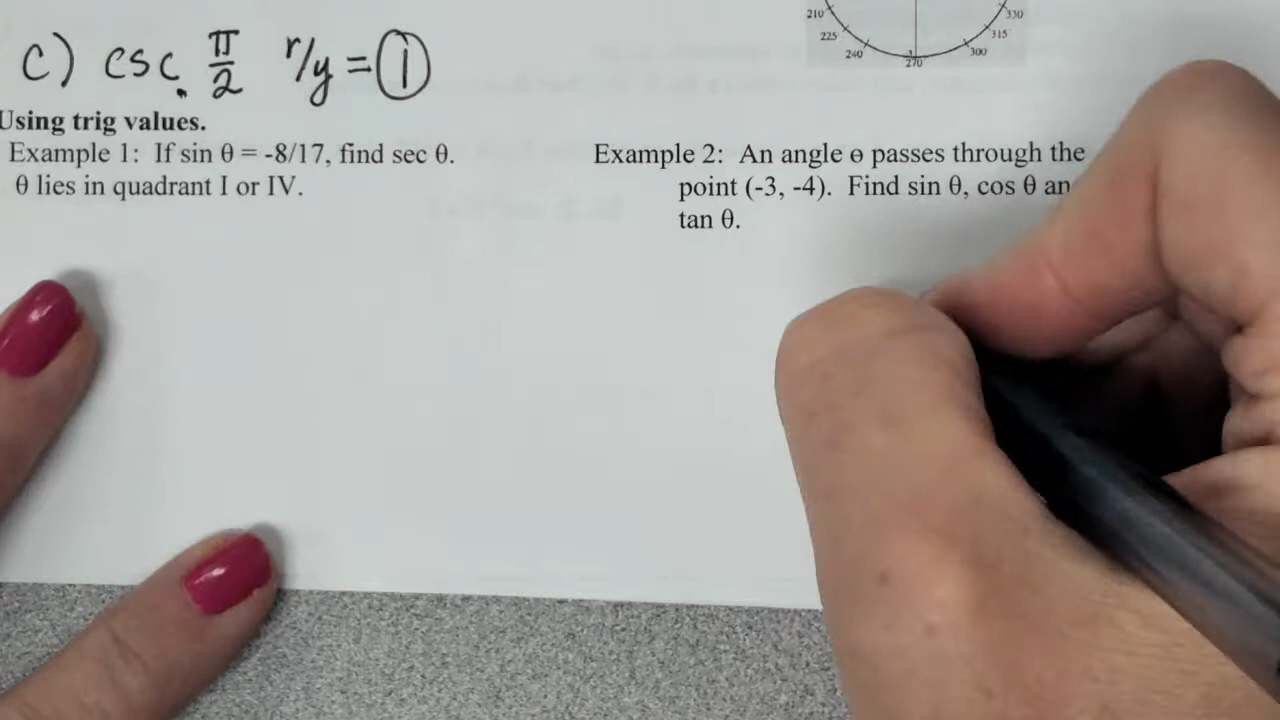 210 330
225 315
240 300
270
C) csc π/2 r/y = 1
Using trig values.
Example 1: If sin θ = -8/17, find sec θ.
θ lies in quadrant I or IV.
Example 2: An angle ɵ passes through the
point (-3, -4). Find sin θ, cos θ an
tan θ.